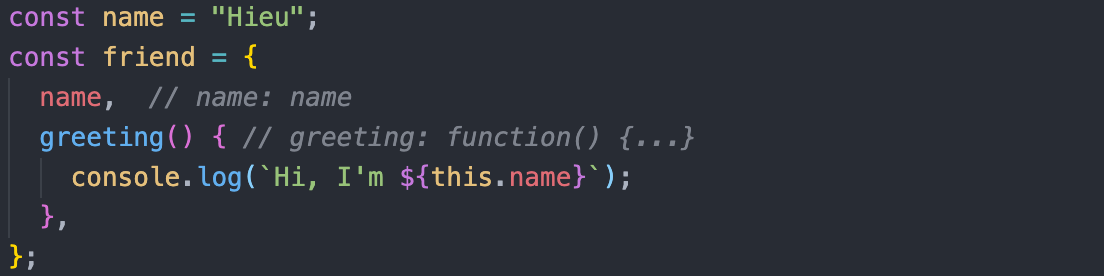 const name = "Hieu";
const friend = {
  name,  // name: name
  greeting() { // greeting: function() {...}
    console.log(`Hi, I'm ${this.name}`);
  },
};